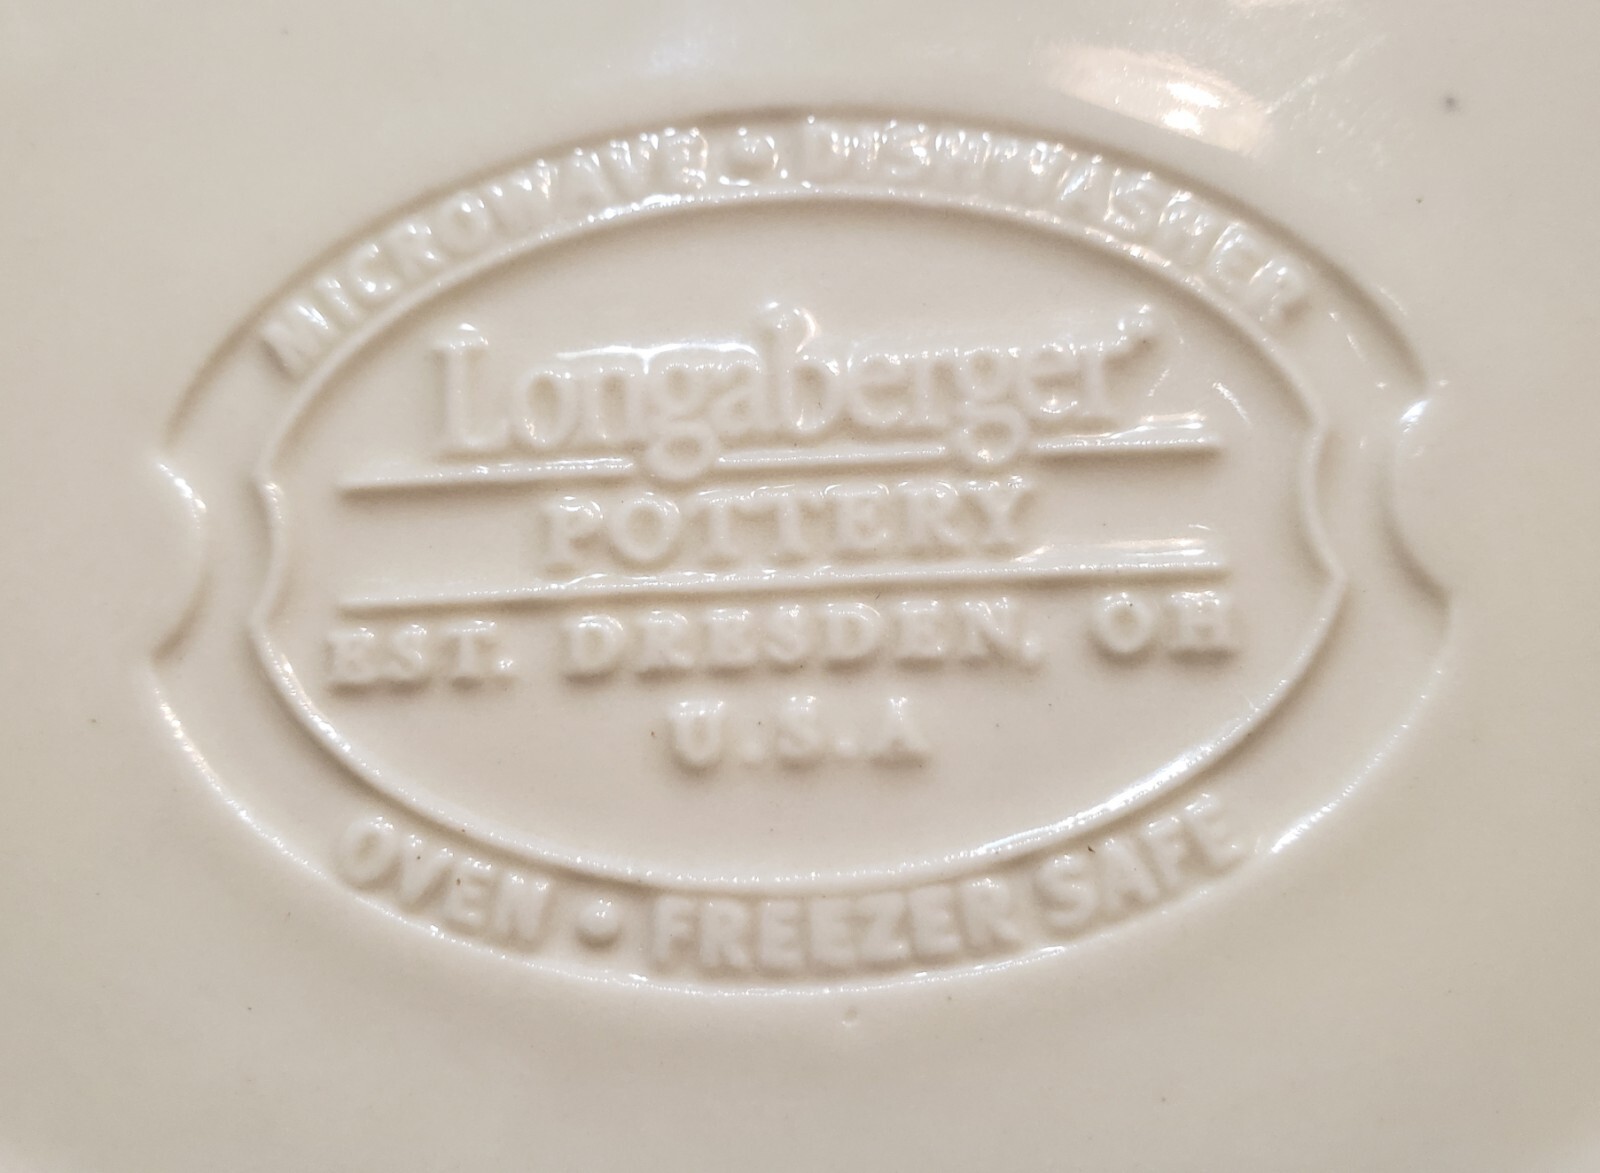 MICROWAVE • DISHWASHER
Longaberger®
POTTERY
EST. DRESDEN, OH
U.S.A
OVEN • FREEZER SAFE